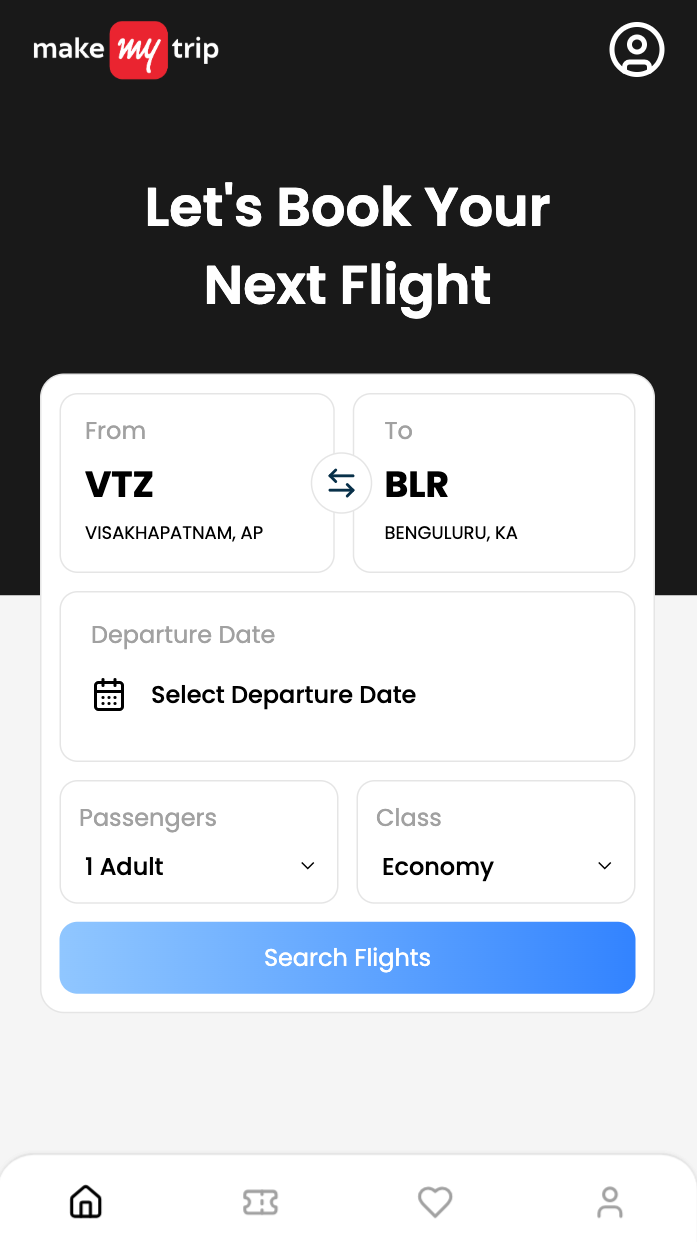 make my trip
Let's Book Your
Next Flight
From
VTZ
VISAKHAPATNAM, AP
To
BLR
BENGULURU, KA
Departure Date
Select Departure Date
Passengers
1 Adult
Class
Economy
Search Flights